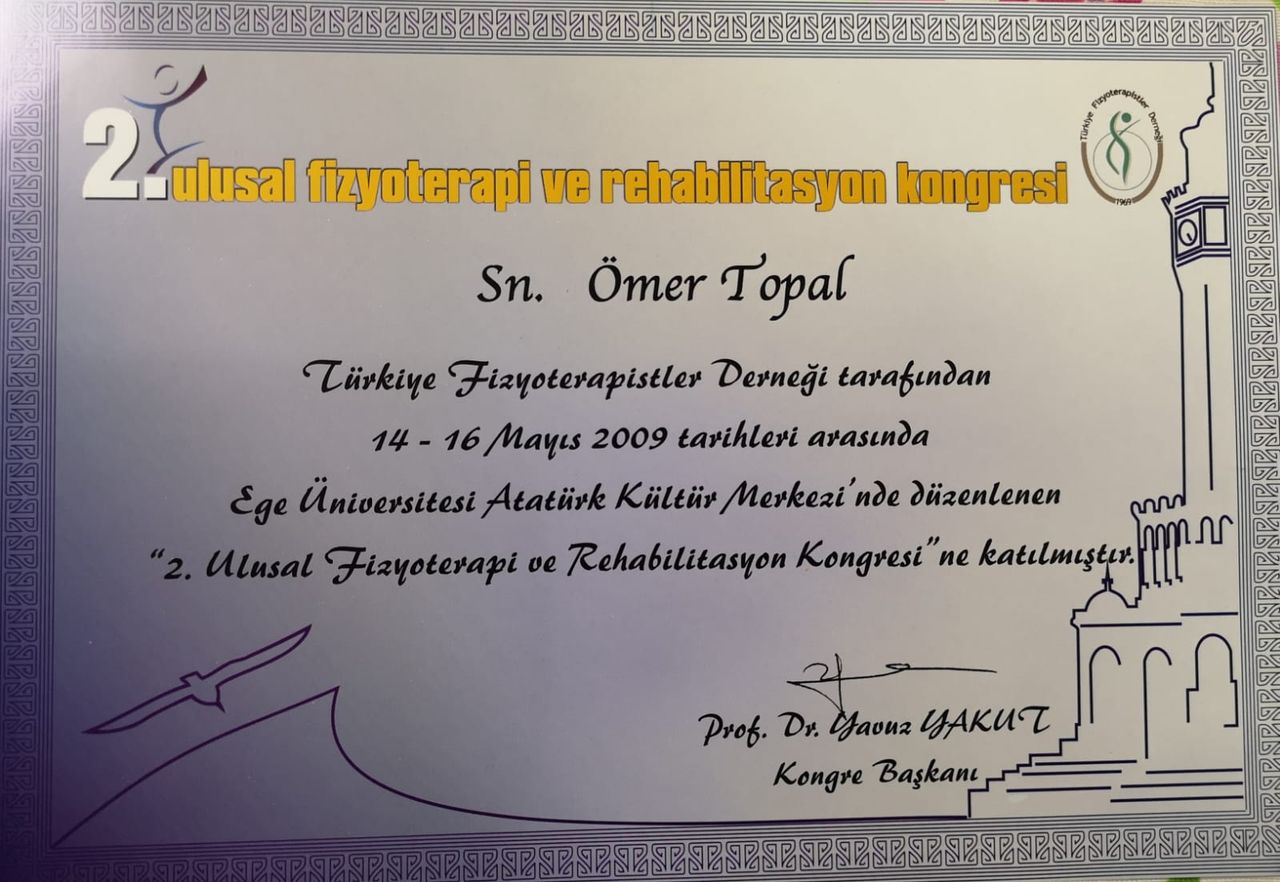 2. ulusal fizyoterapi ve rehabilitasyon kongresi
Türkiye Fizyoterapistler Derneği
1969
Sn. Ömer Topal
Türkiye Fizyoterapistler Derneği tarafından
14 - 16 Mayıs 2009 tarihleri arasında
Ege Üniversitesi Atatürk Kültür Merkezi'nde düzenlenen
"2. Ulusal Fizyoterapi ve Rehabilitasyon Kongresi"ne katılmıştır.
Prof. Dr. Yavuz YAKUT
Kongre Başkanı